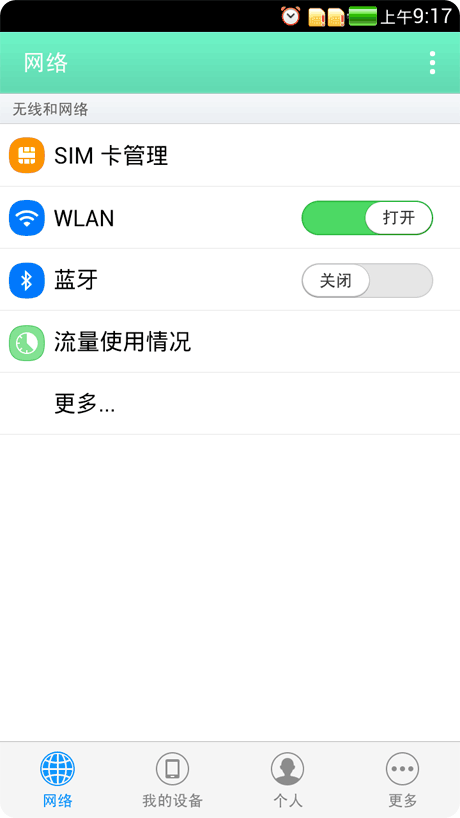 上午9:17
网络
无线和网络
SIM 卡管理
WLAN
打开
蓝牙
关闭
流量使用情况
更多...
网络
我的设备
个人
更多